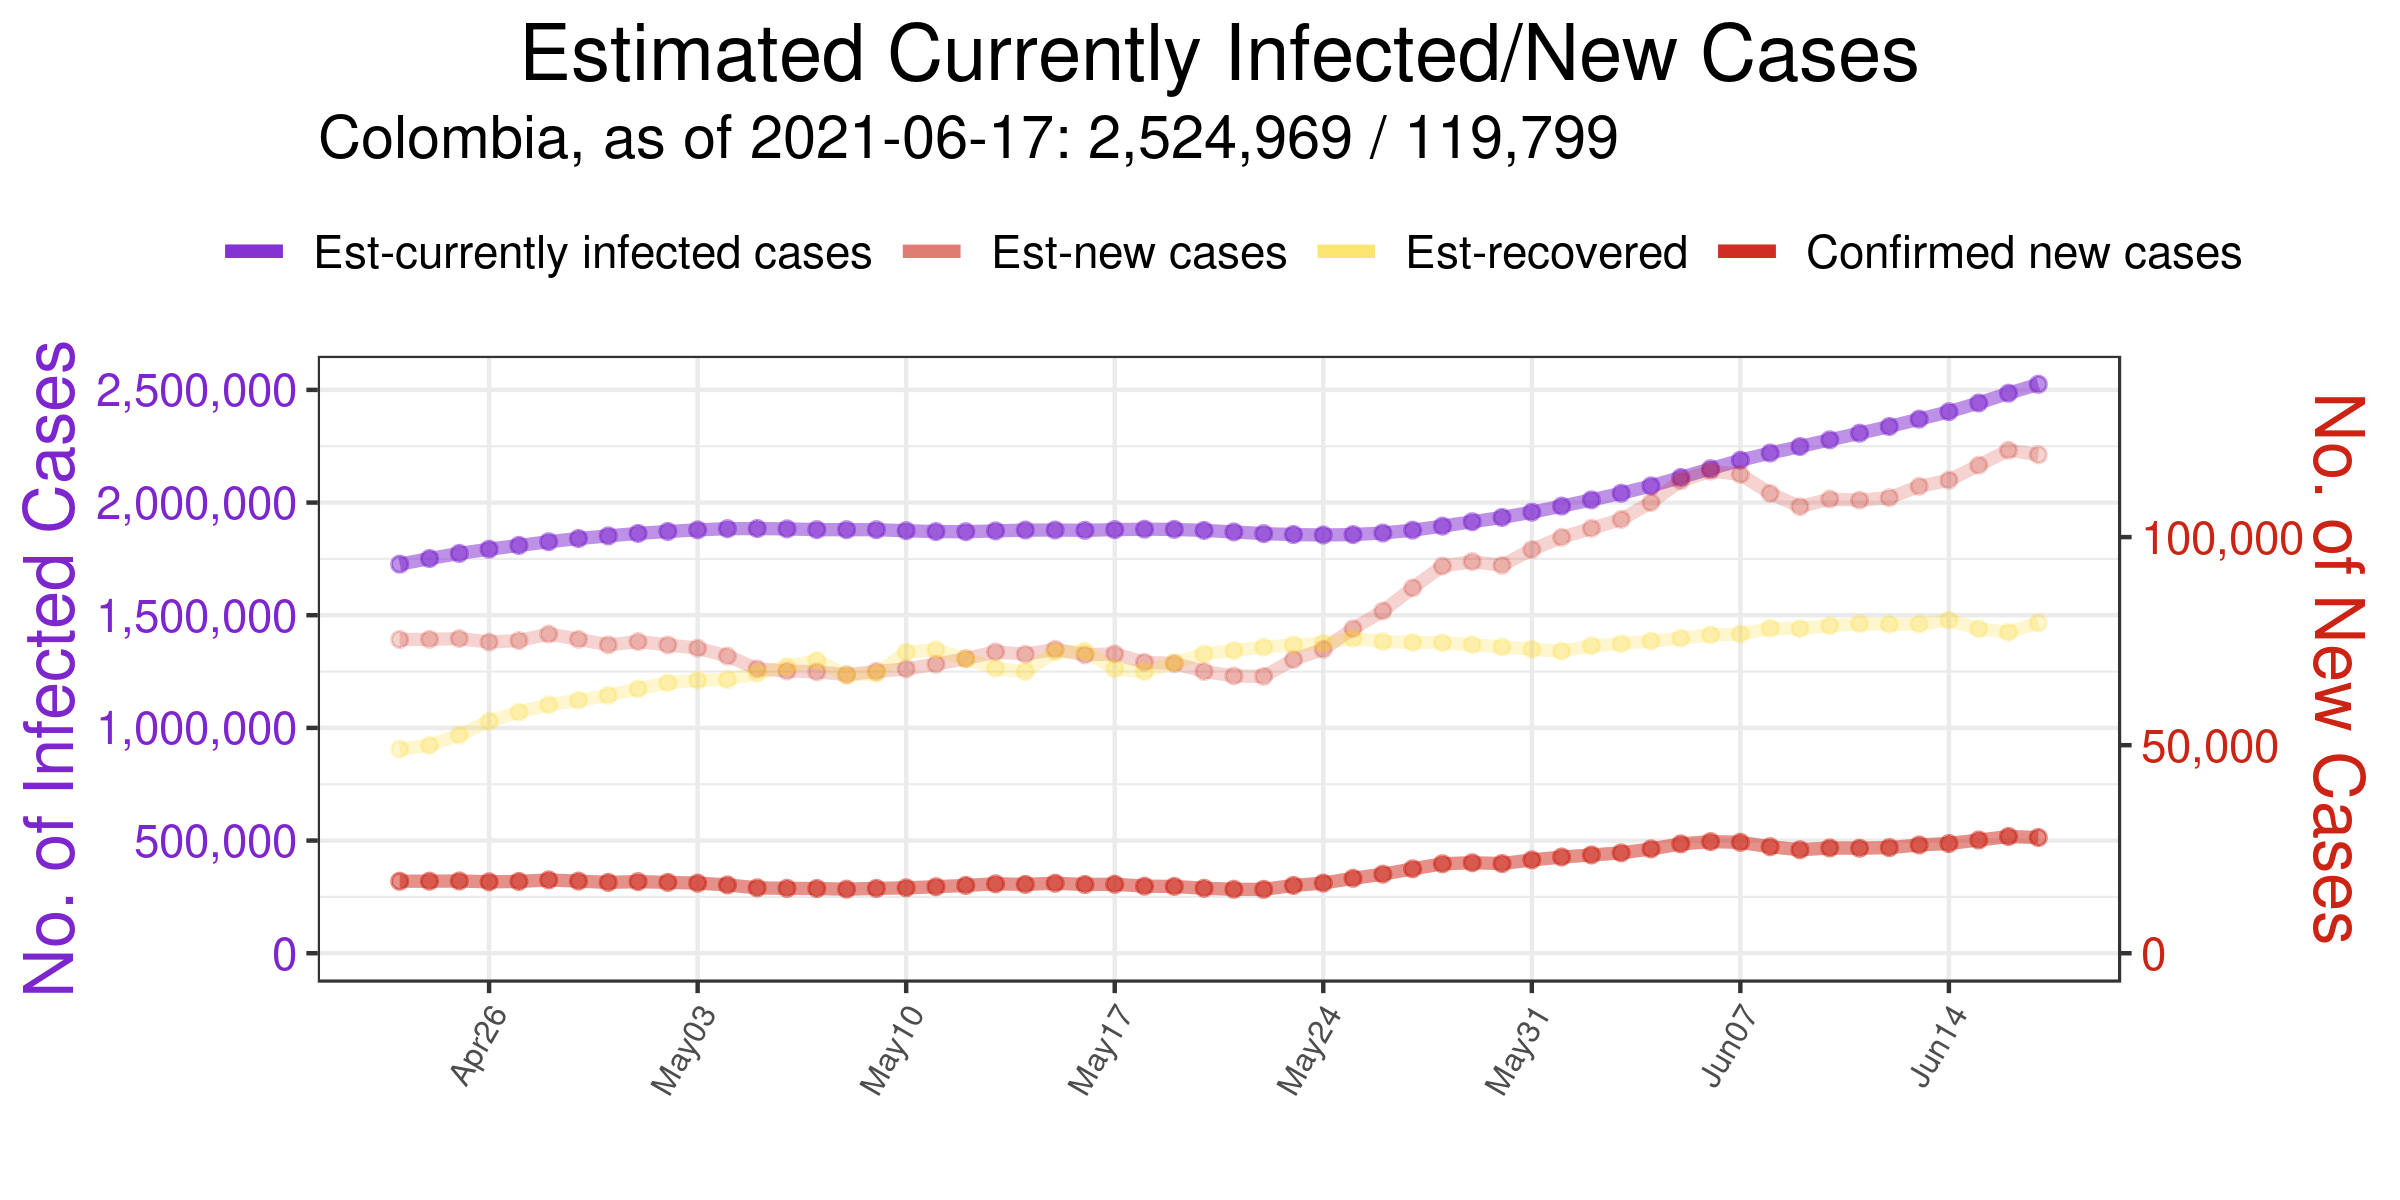 Estimated Currently Infected/New Cases
Colombia, as of 2021-06-17: 2,524,969 / 119,799
Est-currently infected cases Est-new cases Est-recovered Confirmed new cases
No. of Infected Cases
2,500,000
2,000,000
1,500,000
1,000,000
500,000
0
No. of New Cases
100,000
50,000
0
Apr26 May03 May10 May17 May24 May31 Jun07 Jun14